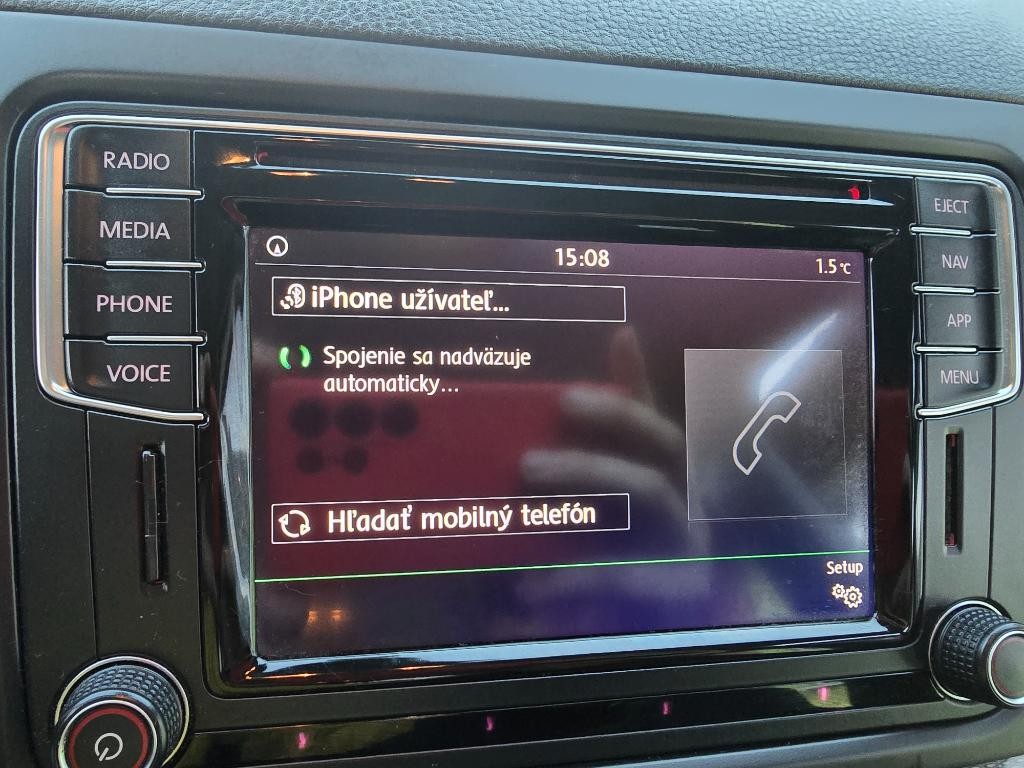 RADIO
MEDIA
PHONE
VOICE
EJECT
NAV
APP
MENU
15:08
1.5°C
iPhone užívateľ...
Spojenie sa nadväzuje
automaticky...
Hľadať mobilný telefón
Setup